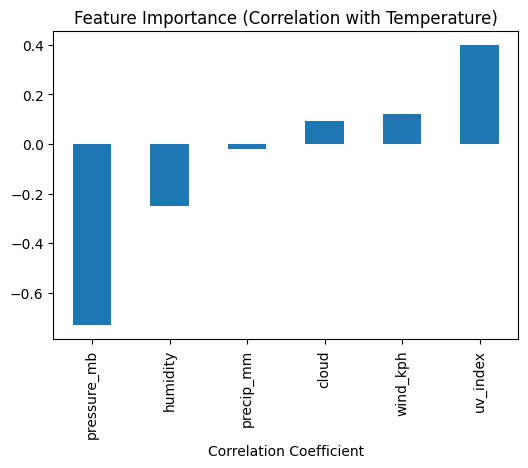 Feature Importance (Correlation with Temperature)
0.4
0.2
0.0
−0.2
−0.4
−0.6
pressure_mb
humidity
precip_mm
cloud
wind_kph
uv_index
Correlation Coefficient